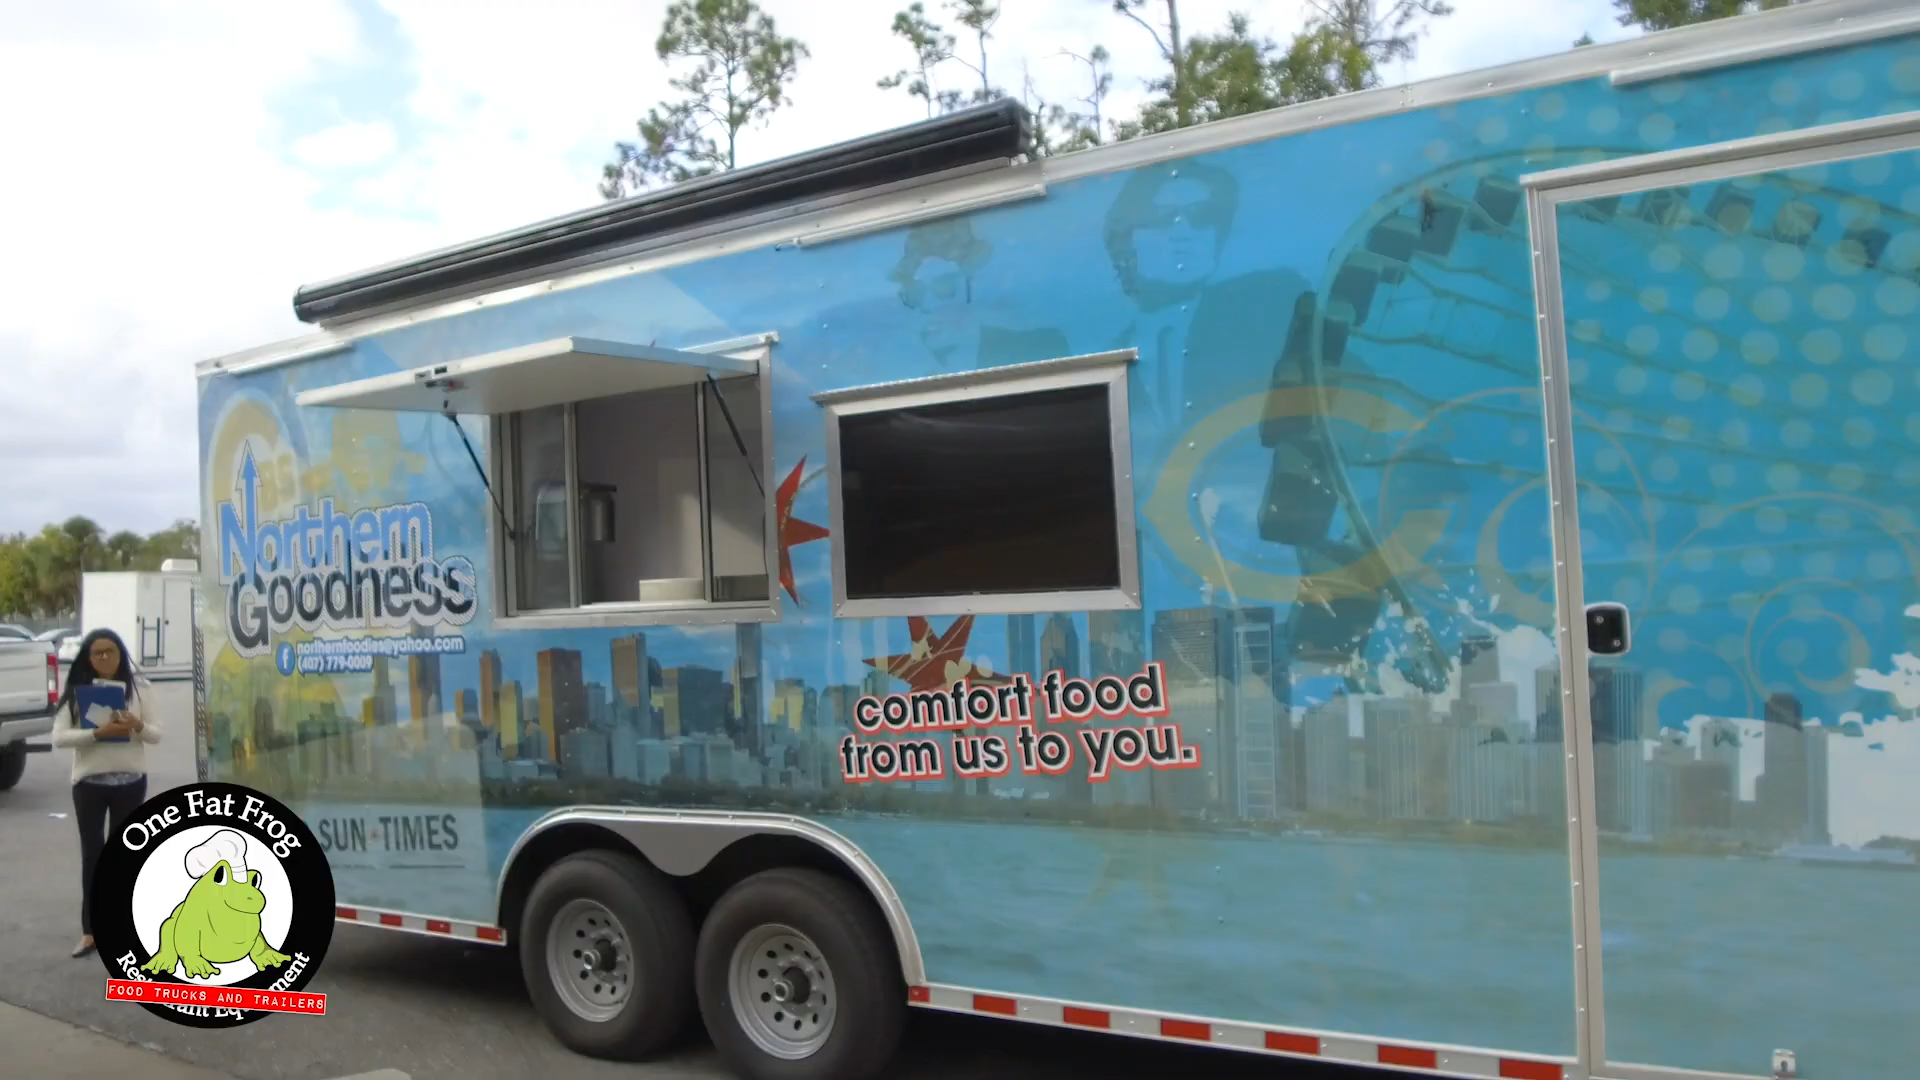 Northern
Goodness
northernfoodies@yahoo.com
f (407) 779-0009
comfort food
from us to you.
SUN-TIMES
One Fat Frog
FOOD TRUCKS AND TRAILERS